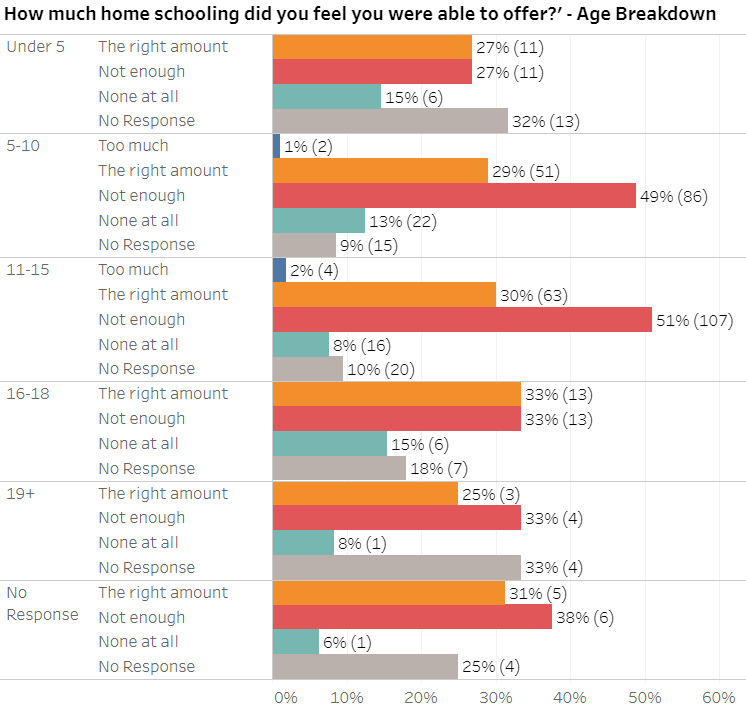 How much home schooling did you feel you were able to offer?’ - Age Breakdown
Under 5 The right amount 27% (11)
Not enough 27% (11)
None at all 15% (6)
No Response 32% (13)
5-10 Too much 1% (2)
The right amount 29% (51)
Not enough 49% (86)
None at all 13% (22)
No Response 9% (15)
11-15 Too much 2% (4)
The right amount 30% (63)
Not enough 51% (107)
None at all 8% (16)
No Response 10% (20)
16-18 The right amount 33% (13)
Not enough 33% (13)
None at all 15% (6)
No Response 18% (7)
19+ The right amount 25% (3)
Not enough 33% (4)
None at all 8% (1)
No Response 33% (4)
No The right amount 31% (5)
Response Not enough 38% (6)
None at all 6% (1)
No Response 25% (4)
0% 10% 20% 30% 40% 50% 60%